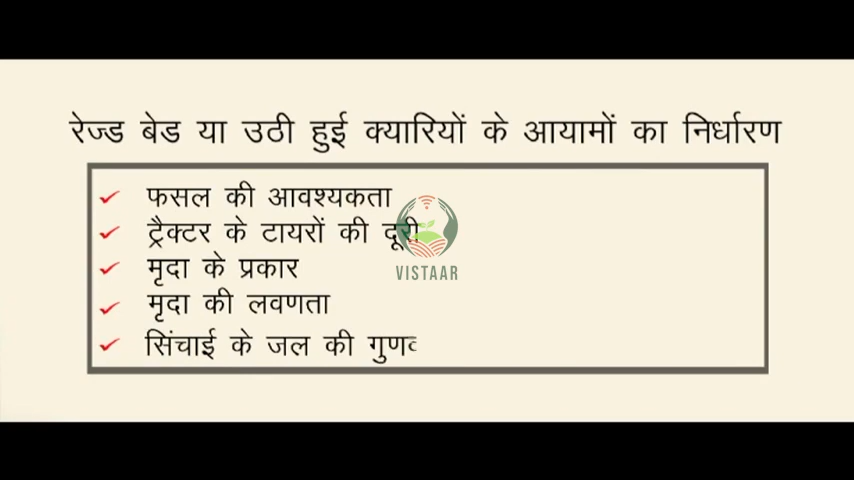 रेज्ड बेड या उठी हुई क्यारियों के आयामों का निर्धारण
फसल की आवश्यकता
ट्रैक्टर के टायरों की दूरी
मृदा के प्रकार
मृदा की लवणता
सिंचाई के जल की
VISTAAR